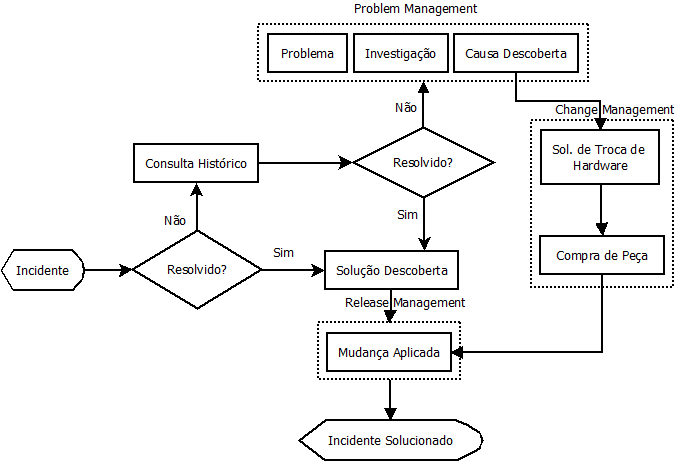 Problem Management
Problema
Investigação
Causa Descoberta
Não
Change Management
Consulta Histórico
Resolvido?
Sol. de Troca de
Hardware
Não
Sim
Incidente
Resolvido?
Sim
Solução Descoberta
Compra de Peça
Release Management
Mudança Aplicada
Incidente Solucionado